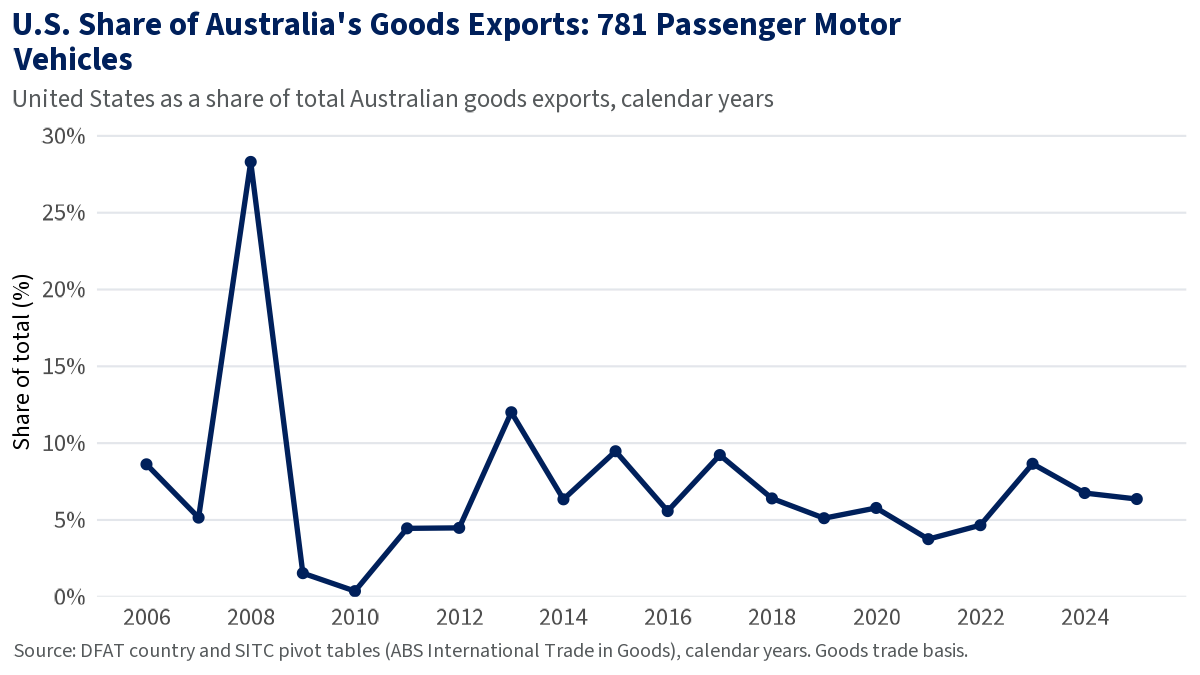 U.S. Share of Australia's Goods Exports: 781 Passenger Motor
Vehicles
United States as a share of total Australian goods exports, calendar years
Share of total (%)
30%
25%
20%
15%
10%
5%
0%
2006 2008 2010 2012 2014 2016 2018 2020 2022 2024
Source: DFAT country and SITC pivot tables (ABS International Trade in Goods), calendar years. Goods trade basis.